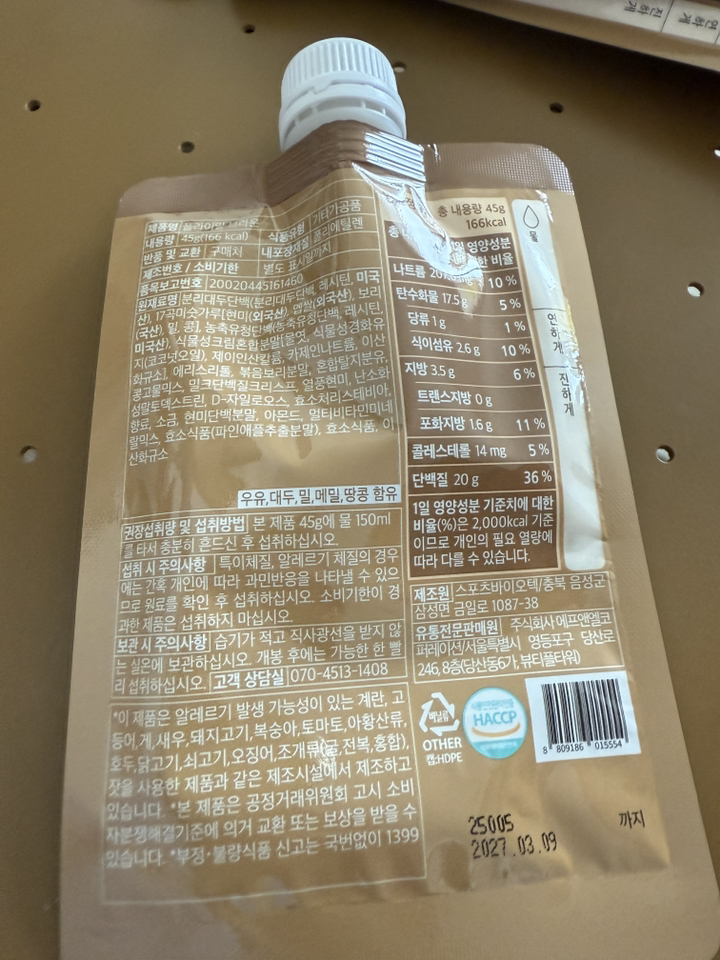 연하게
진하게
제품명
내용량 45g(166 kcal) 식품유형 기타가공품
반품 및 교환 구매처 내포장재질 폴리에틸렌
제조번호 / 소비기한 별도 표시일까지
품목보고번호 20020445161460
원재료명 분리대두단백(분리대두단백, 레시틴, 미국
산), 17곡미숫가루[현미(외국산), 멥쌀(외국산), 보리
(국산), 밀, 콩], 농축유청단백(농축유청단백, 레시틴,
미국산), 식물성크림혼합분말[물엿, 식물성경화유
지(코코넛오일), 제이인산칼륨, 카제인나트륨, 이산
화규소], 에리스리톨, 볶음보리분말, 혼합탈지분유,
콩고물믹스, 밀크단백질크리스프, 열풍현미, 난소화
성말토덱스트린, D-자일로오스, 효소처리스테비아,
향료, 소금, 현미단백분말, 아몬드, 멀티비타민미네
랄믹스, 효소식품(파인애플추출분말), 효소식품, 이
산화규소
우유,대두,밀,메밀,땅콩 함유
권장섭취량 및 섭취방법 본 제품 45g에 물 150ml
를 타서 충분히 흔드신 후 섭취하십시오.
섭취 시 주의사항 특이체질, 알레르기 체질의 경우
에는 간혹 개인에 따라 과민반응을 나타낼 수 있으
므로 원료를 확인 후 섭취하십시오. 소비기한이 경
과한 제품은 섭취하지 마십시오.
보관 시 주의사항 습기가 적고 직사광선을 받지 않
는 실온에 보관하십시오. 개봉 후에는 가능한 한 빨
리 섭취하십시오. 고객 상담실 070-4513-1408
*이 제품은 알레르기 발생 가능성이 있는 계란, 고
등어,게,새우,돼지고기,복숭아,토마토,아황산류,
호두,닭고기,쇠고기,오징어,조개류(굴,전복,홍합),
잣을 사용한 제품과 같은 제조시설에서 제조하고
있습니다. *본 제품은 공정거래위원회 고시 소비
자분쟁해결기준에 의거 교환 또는 보상을 받을 수
있습니다. *부정·불량식품 신고는 국번없이 1399
총 내용량 45g
166kcal
영양성분
비율
나트륨 10 %
탄수화물 17.5 g 5 %
당류 1 g 1 %
식이섬유 2.6 g 10 %
지방 3.5 g 6 %
트랜스지방 0 g
포화지방 1.6 g 11 %
콜레스테롤 14 mg 5 %
단백질 20 g 36 %
1일 영양성분 기준치에 대한
비율(%)은 2,000kcal 기준
이므로 개인의 필요 열량에
따라 다를 수 있습니다.
물
연하게
진하게
제조원 스포츠바이오텍/충북 음성군
삼성면 금일로 1087-38
유통전문판매원 주식회사 에프앤엘코
퍼레이션/서울특별시 영등포구 당산로
246, 8층(당산동6가, 뷰티플타워)
비닐류
OTHER
캡:HDPE
HACCP
8 809186 015554
25005
2027.03.09 까지